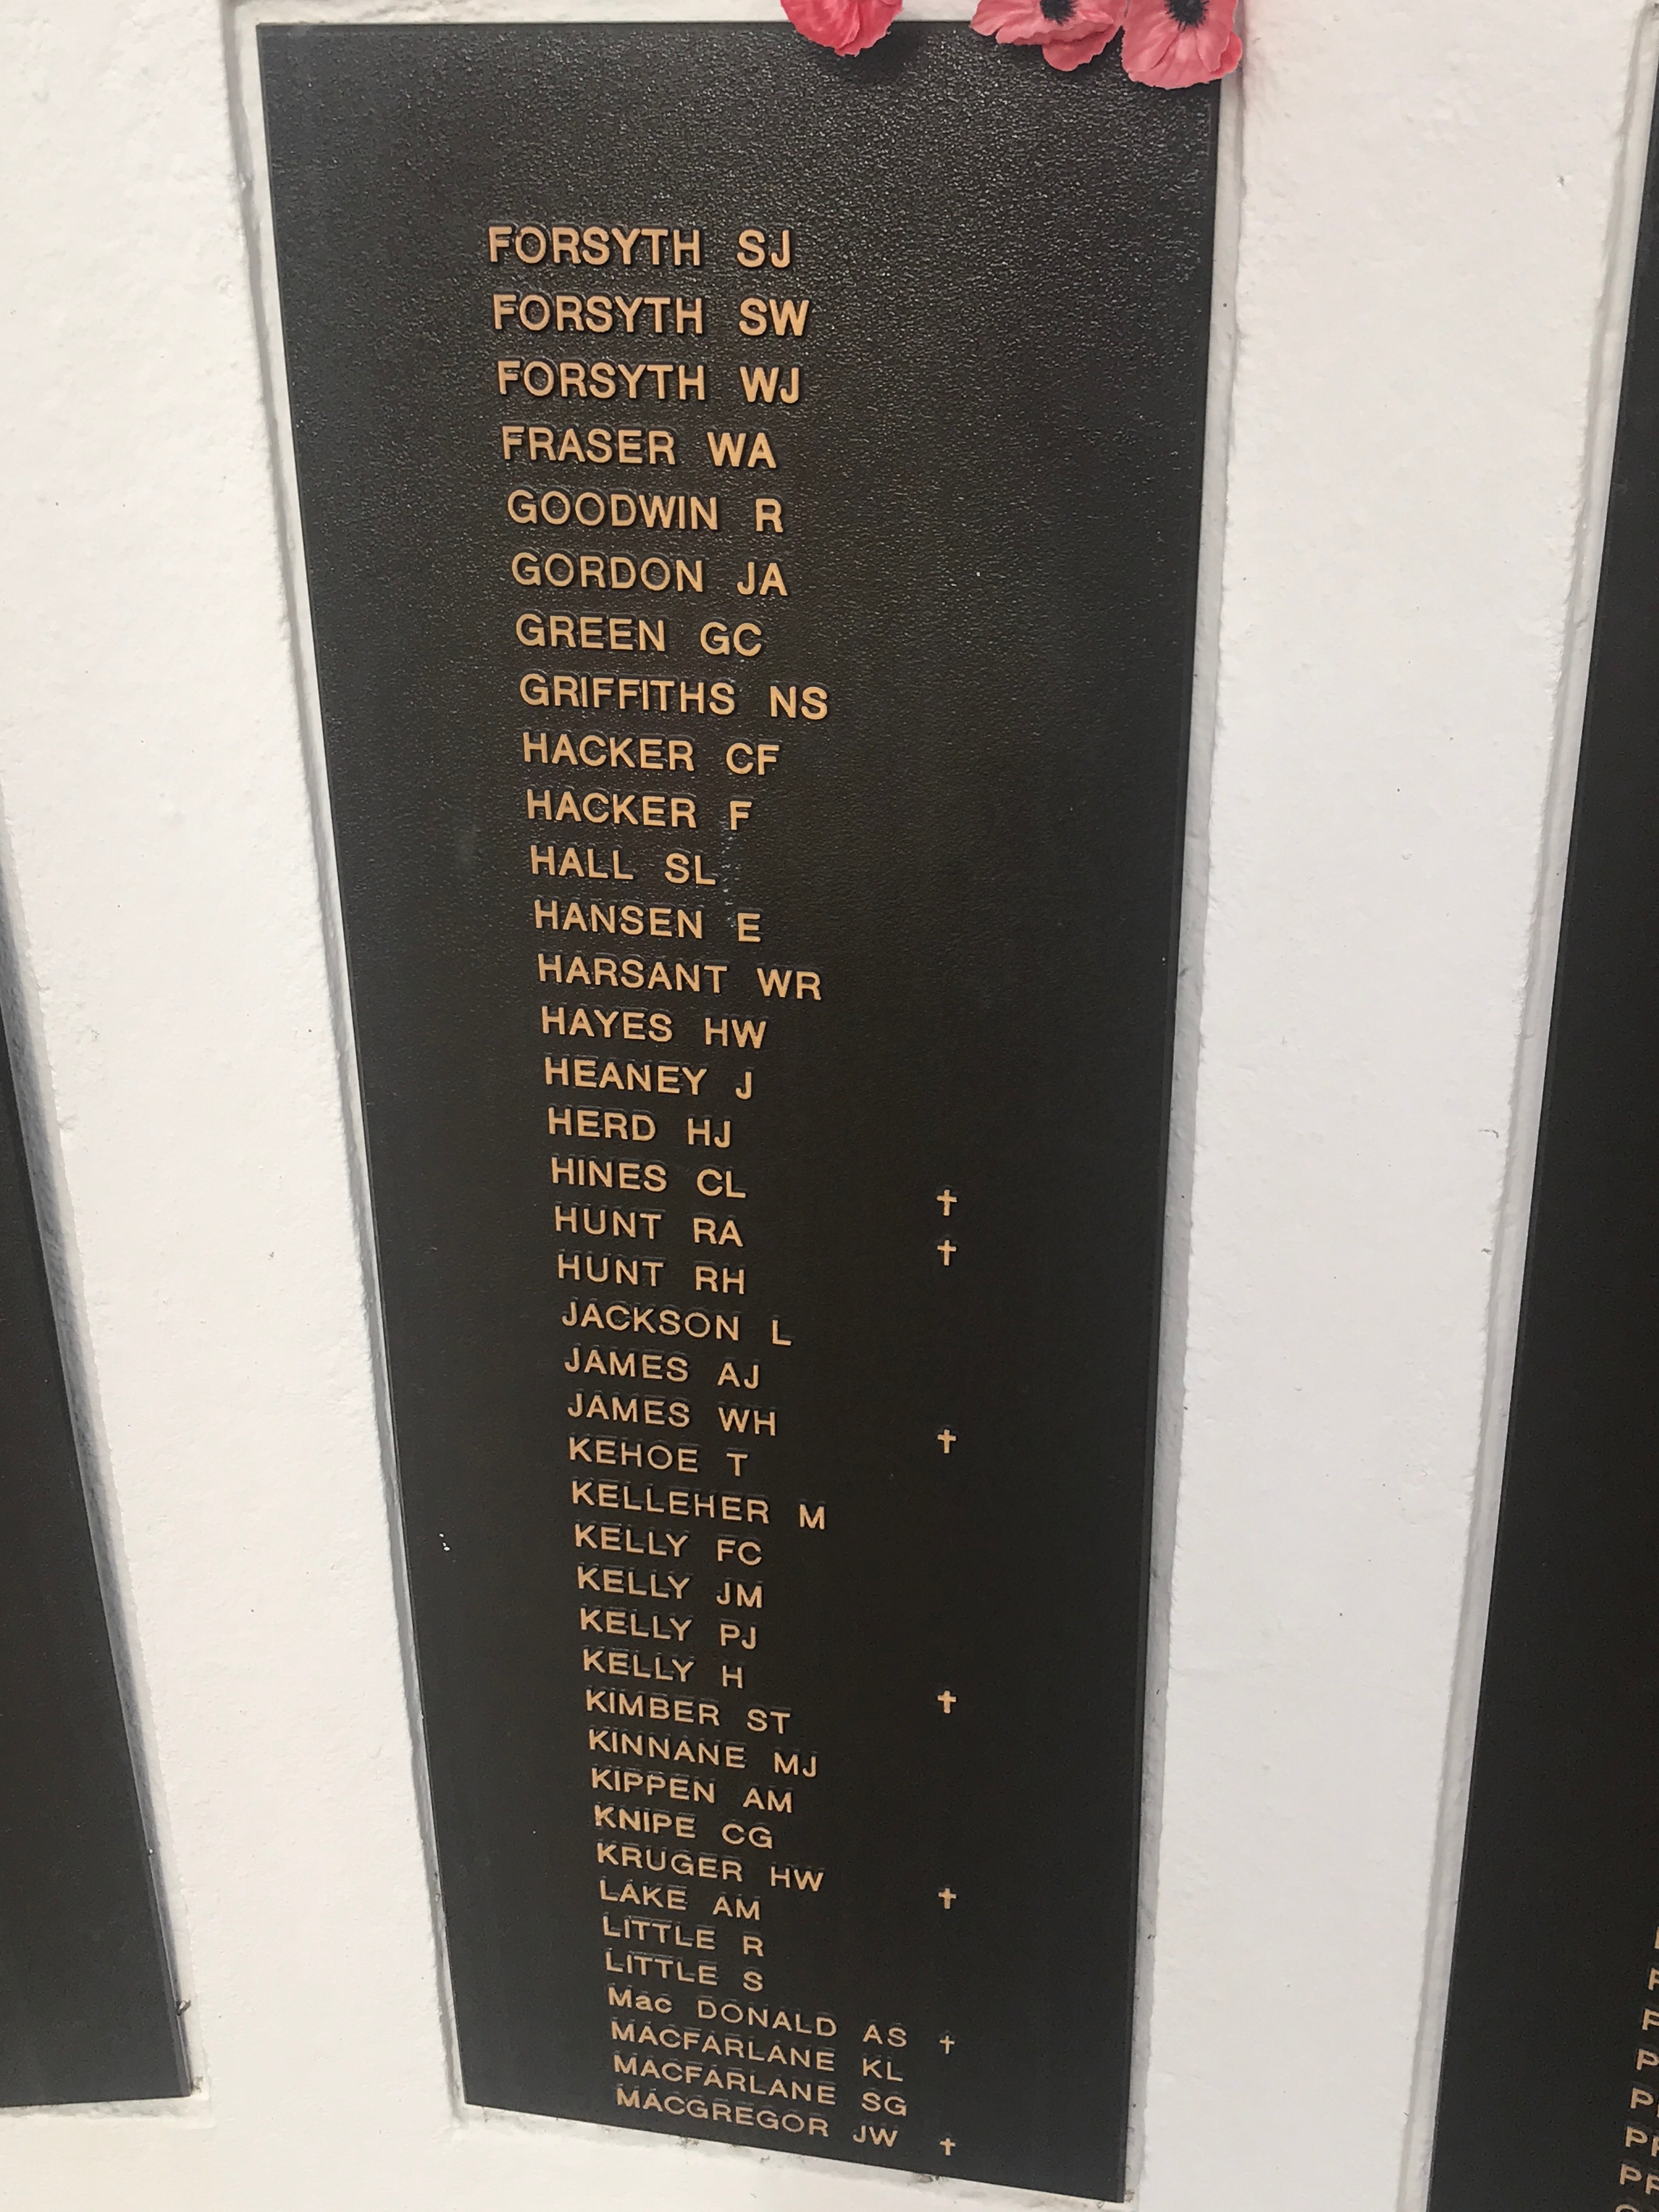 FORSYTH SJ
FORSYTH SW
FORSYTH WJ
FRASER WA
GOODWIN R
GORDON JA
GREEN GC
GRIFFITHS NS
HACKER CF
HACKER F
HALL SL
HANSEN E
HARSANT WR
HAYES HW
HEANEY J
HERD HJ
HINES CL †
HUNT RA †
HUNT RH
JACKSON L
JAMES AJ
JAMES WH †
KEHOE T
KELLEHER M
KELLY FC
KELLY JM
KELLY PJ
KELLY H †
KIMBER ST
KINNANE MJ
KIPPEN AM
KNIPE CG
KRUGER HW †
LAKE AM
LITTLE R
LITTLE S
Mac DONALD AS †
MACFARLANE KL
MACFARLANE SG
MACGREGOR JW †